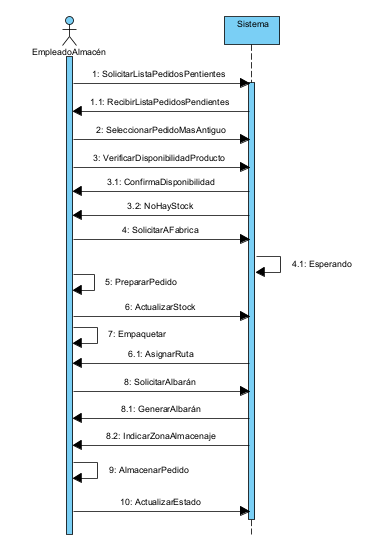 Sistema
EmpleadoAlmacén
1: SolicitarListaPedidosPentientes
1.1: RecibirListaPedidosPendientes
2: SeleccionarPedidoMasAntiguo
3: VerificarDisponibilidadProducto
3.1: ConfirmaDisponibilidad
3.2: NoHayStock
4: SolicitarAFabrica
4.1: Esperando
5: PrepararPedido
6: ActualizarStock
7: Empaquetar
6.1: AsignarRuta
8: SolicitarAlbarán
8.1: GenerarAlbarán
8.2: IndicarZonaAlmacenaje
9: AlmacenarPedido
10: ActualizarEstado